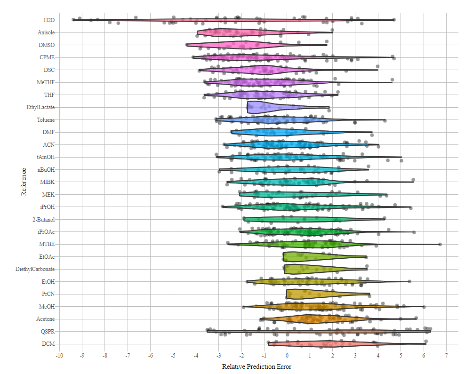 Anisole
DMSO
CPME
DSC
MeTHF
THF
EthylLactate
Toluene
DMF
ACN
tAmOH
nBuOH
MIBK
MEK
iPrOH
2-Butanol
iPrOAc
MTBE
EtOAc
DiethylCarbonate
EtOH
PrCN
MeOH
Acetone
QSPR
DCM
Reference
-10 -9 -8 -7 -6 -5 -4 -3 -2 -1 0 1 2 3 4 5 6 7
Relative Prediction Error